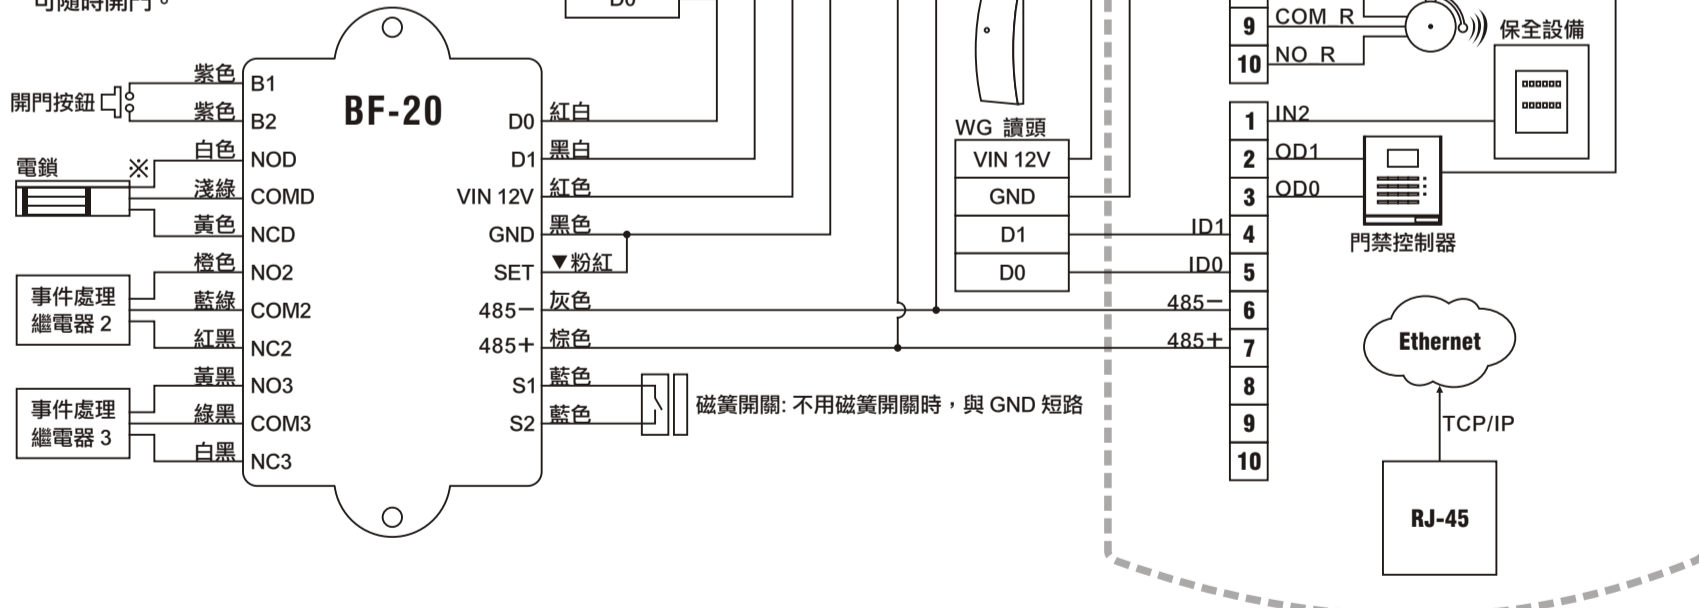 可隨時開門。
D0
BF-20
開門按鈕
紫色 B1
紫色 B2
電鎖 ※
白色 NOD
淺綠 COMD
黃色 NCD
事件處理
繼電器 2
橙色 NO2
藍綠 COM2
紅黑 NC2
事件處理
繼電器 3
黃黑 NO3
綠黑 COM3
白黑 NC3
D0 紅白
D1 黑白
VIN 12V 紅色
GND 黑色
SET ▼粉紅
485− 灰色
485+ 棕色
S1 藍色
S2 藍色
磁簧開關: 不用磁簧開關時，與 GND 短路
WG 讀頭
VIN 12V
GND
D1
D0
9 COM R
10 NO R
保全設備
1 IN2
2 OD1
3 OD0
門禁控制器
ID1 4
ID0 5
485− 6
485+ 7
8
9
10
Ethernet
TCP/IP
RJ-45